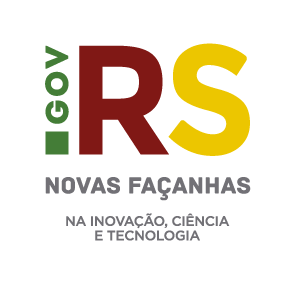 GOV
RS
NOVAS FAÇANHAS
NA INOVAÇÃO, CIÊNCIA
E TECNOLOGIA